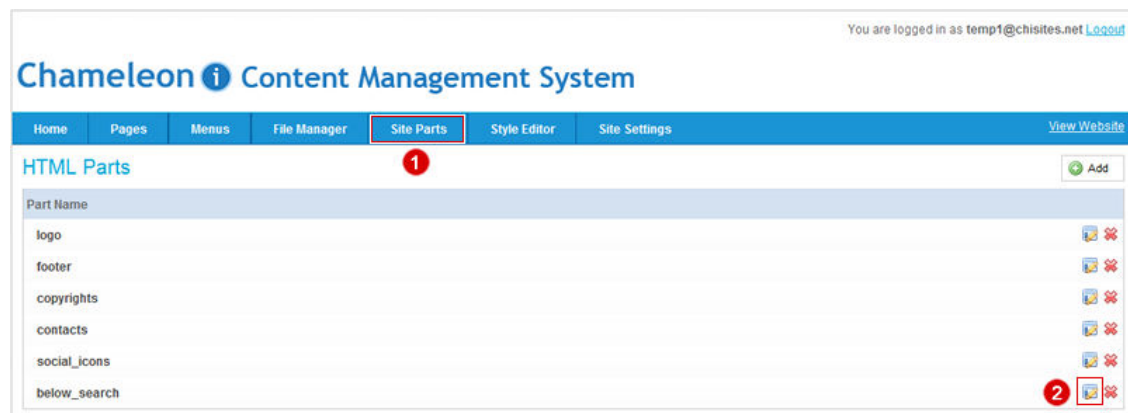 You are logged in as temp1@chisites.net Logout
Chameleon i Content Management System
Home Pages Menus File Manager Site Parts Style Editor Site Settings View Website
1
HTML Parts Add
Part Name
logo
footer
copyrights
contacts
social_icons
below_search 2